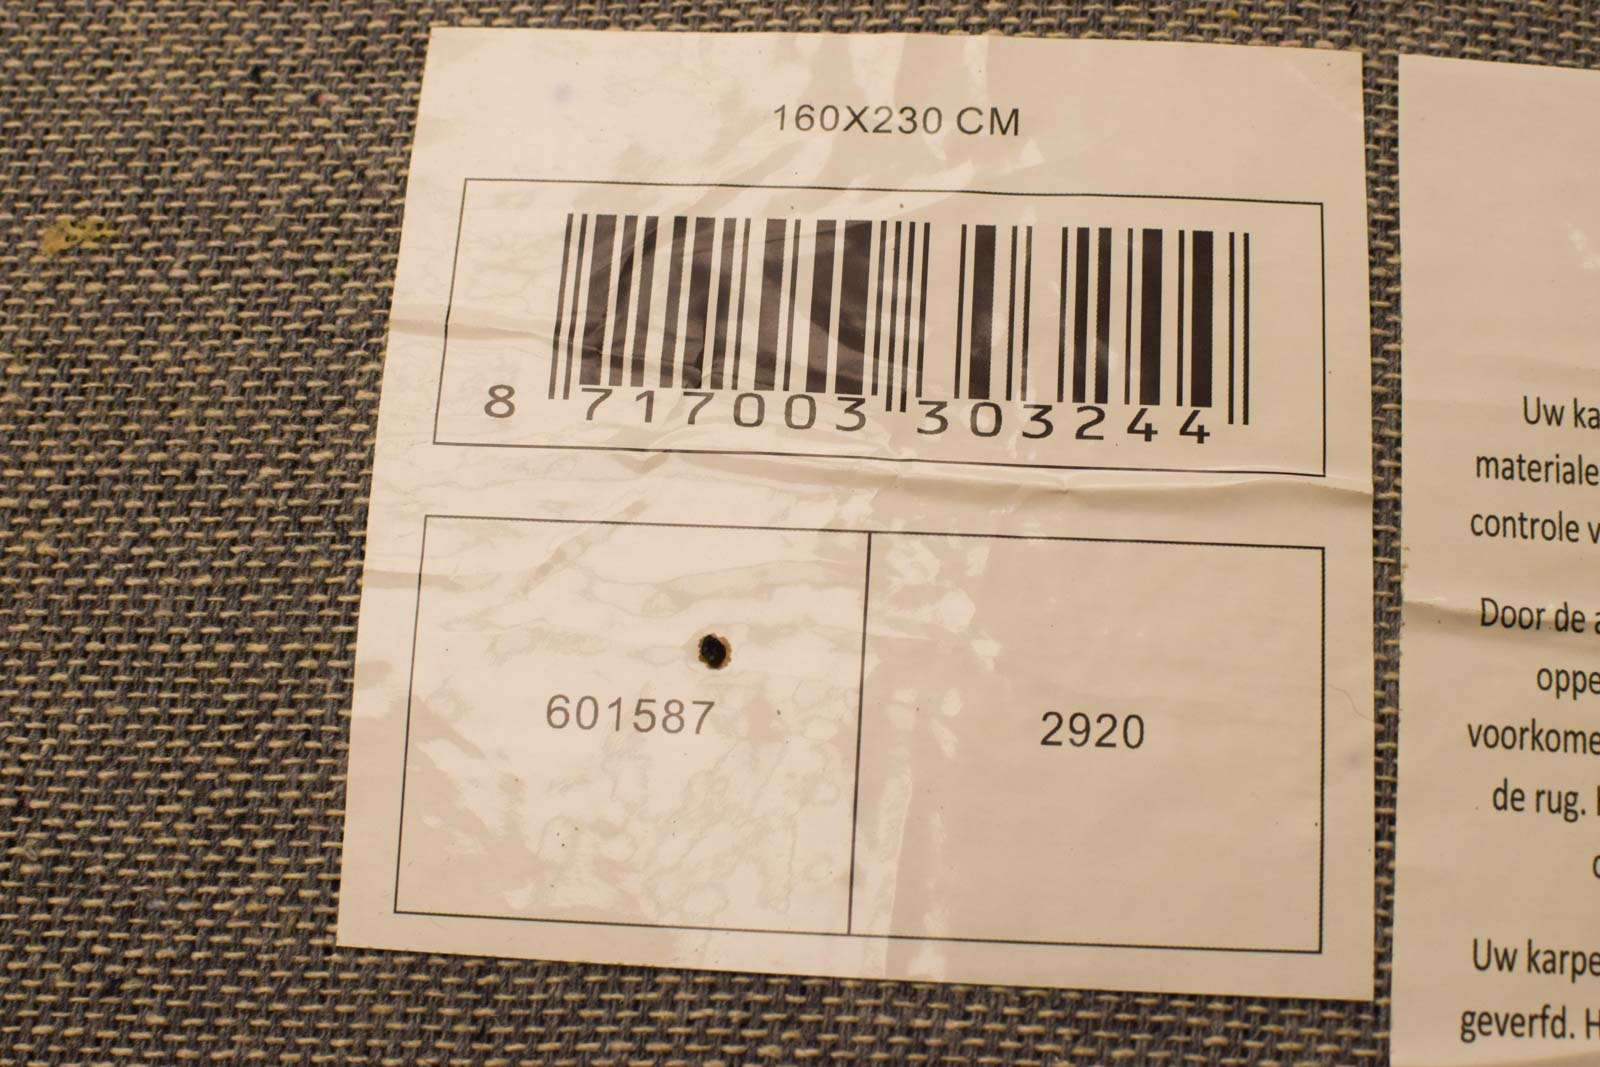 160X230 CM
8 717003 303244
601587
2920
Uw ka
materiale
controle v
Door de a
oppe
voorkome
de rug.
Uw karpe
geverfd. H